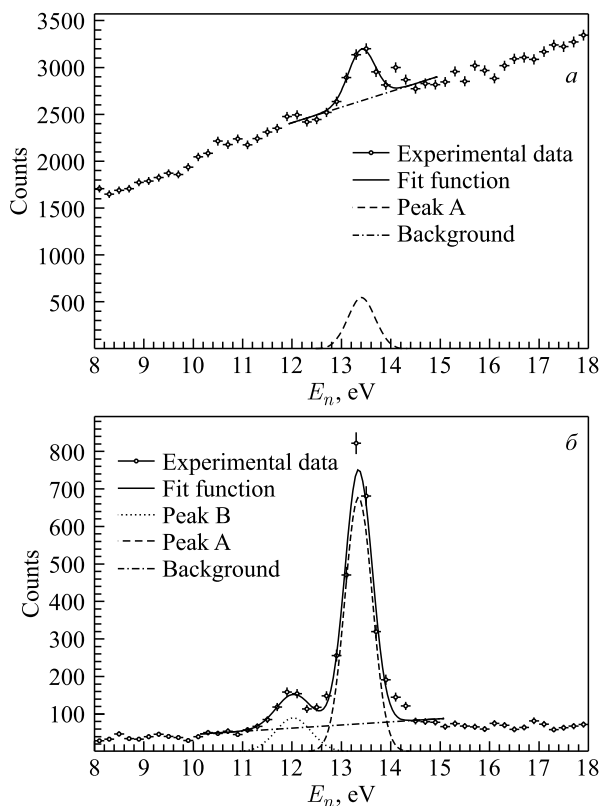 3500
3000
2500
2000
1500
1000
500
Counts
а
Experimental data
Fit function
Peak A
Background
8 9 10 11 12 13 14 15 16 17 18
E_n, eV
800
700
600
500
400
300
200
100
Counts
б
Experimental data
Fit function
Peak B
Peak A
Background
8 9 10 11 12 13 14 15 16 17 18
E_n, eV